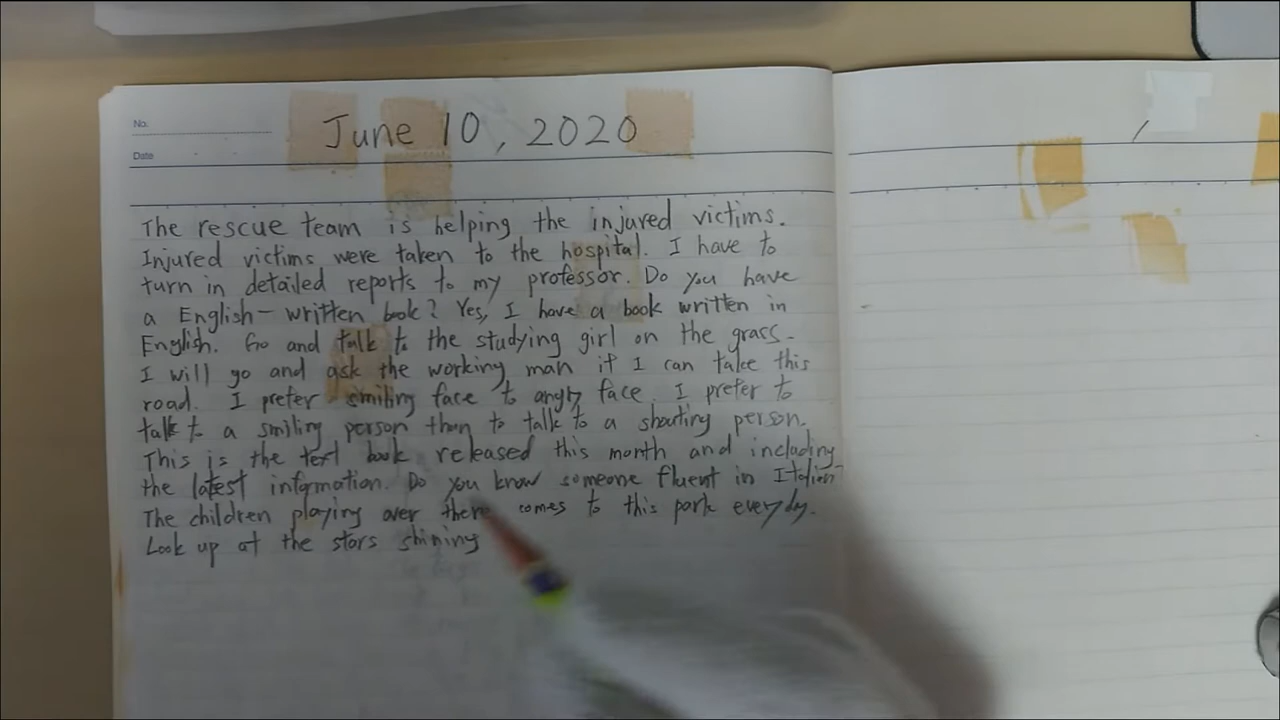 No.
June 10, 2020
Date
The rescue team is helping the injured victims.
Injured victims were taken to the hospital. I have to
turn in detailed reports to my professor. Do you have
a English-written book? Yes, I have a book written in
English. Go and talk to the studying girl on the grass.
I will go and ask the working man if I can take this
road. I prefer smiling face to angry face. I prefer to
talk to a smiling person than to talk to a shouting person.
This is the text book released this month and including
the latest information. Do you know someone fluent in Italian
The children playing over there comes to this park everyday.
Look up at the stars shining